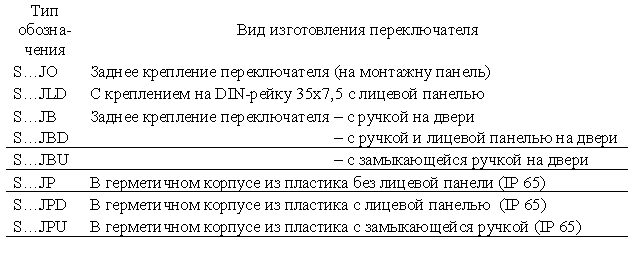 Тип
обозна-
чения
Вид изготовления переключателя
S…JO Заднее крепление переключателя (на монтажну панель)
S…JLD С креплением на DIN-рейку 35х7,5 с лицевой панелью
S…JB Заднее крепление переключателя – с ручкой на двери
S…JBD – с ручкой и лицевой панелью на двери
S…JBU – с замыкающейся ручкой на двери
S…JP В герметичном корпусе из пластика без лицевой панели (IP 65)
S…JPD В герметичном корпусе из пластика с лицевой панелью (IP 65)
S…JPU В герметичном корпусе из пластика с замыкающейся ручкой (IP 65)